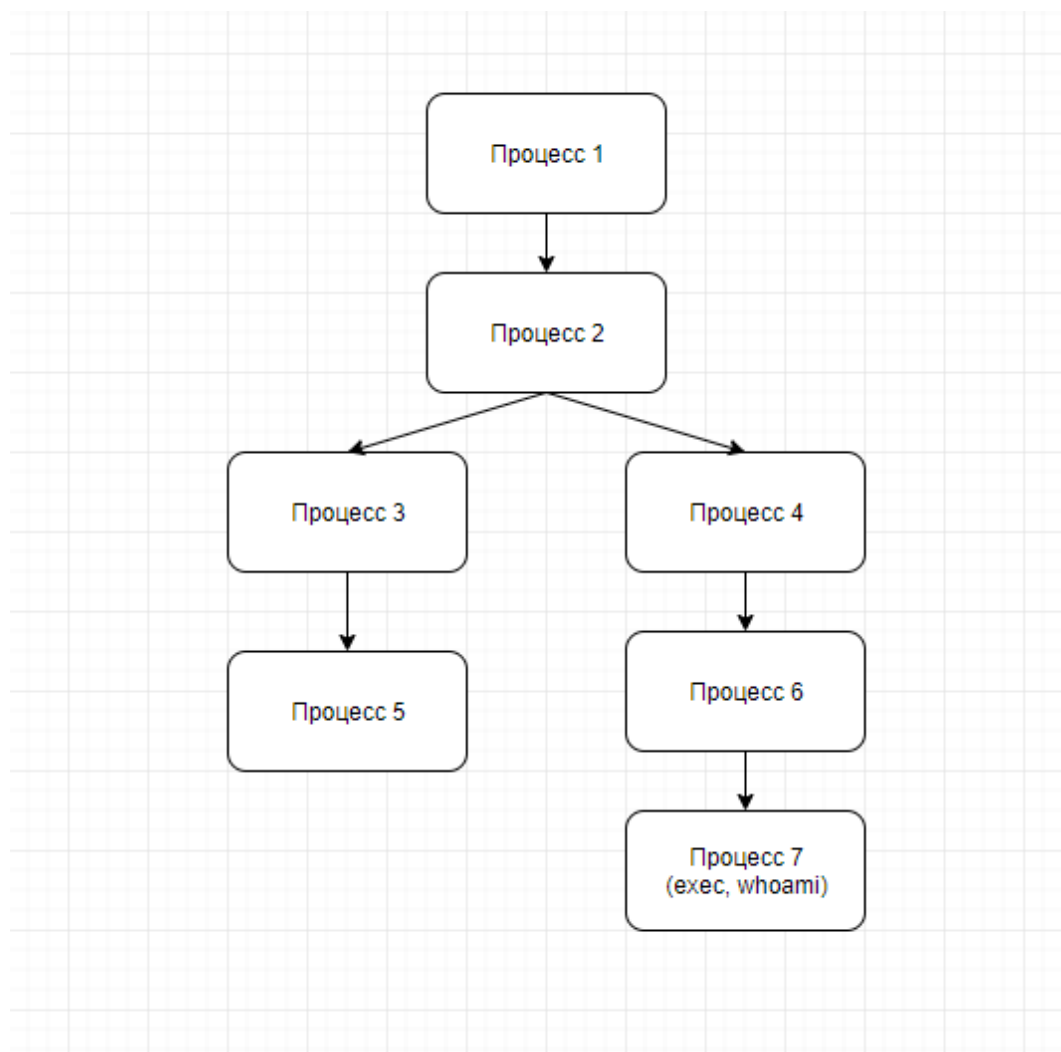 Процесс 1
Процесс 2
Процесс 3
Процесс 4
Процесс 5
Процесс 6
Процесс 7
(exec, whoami)